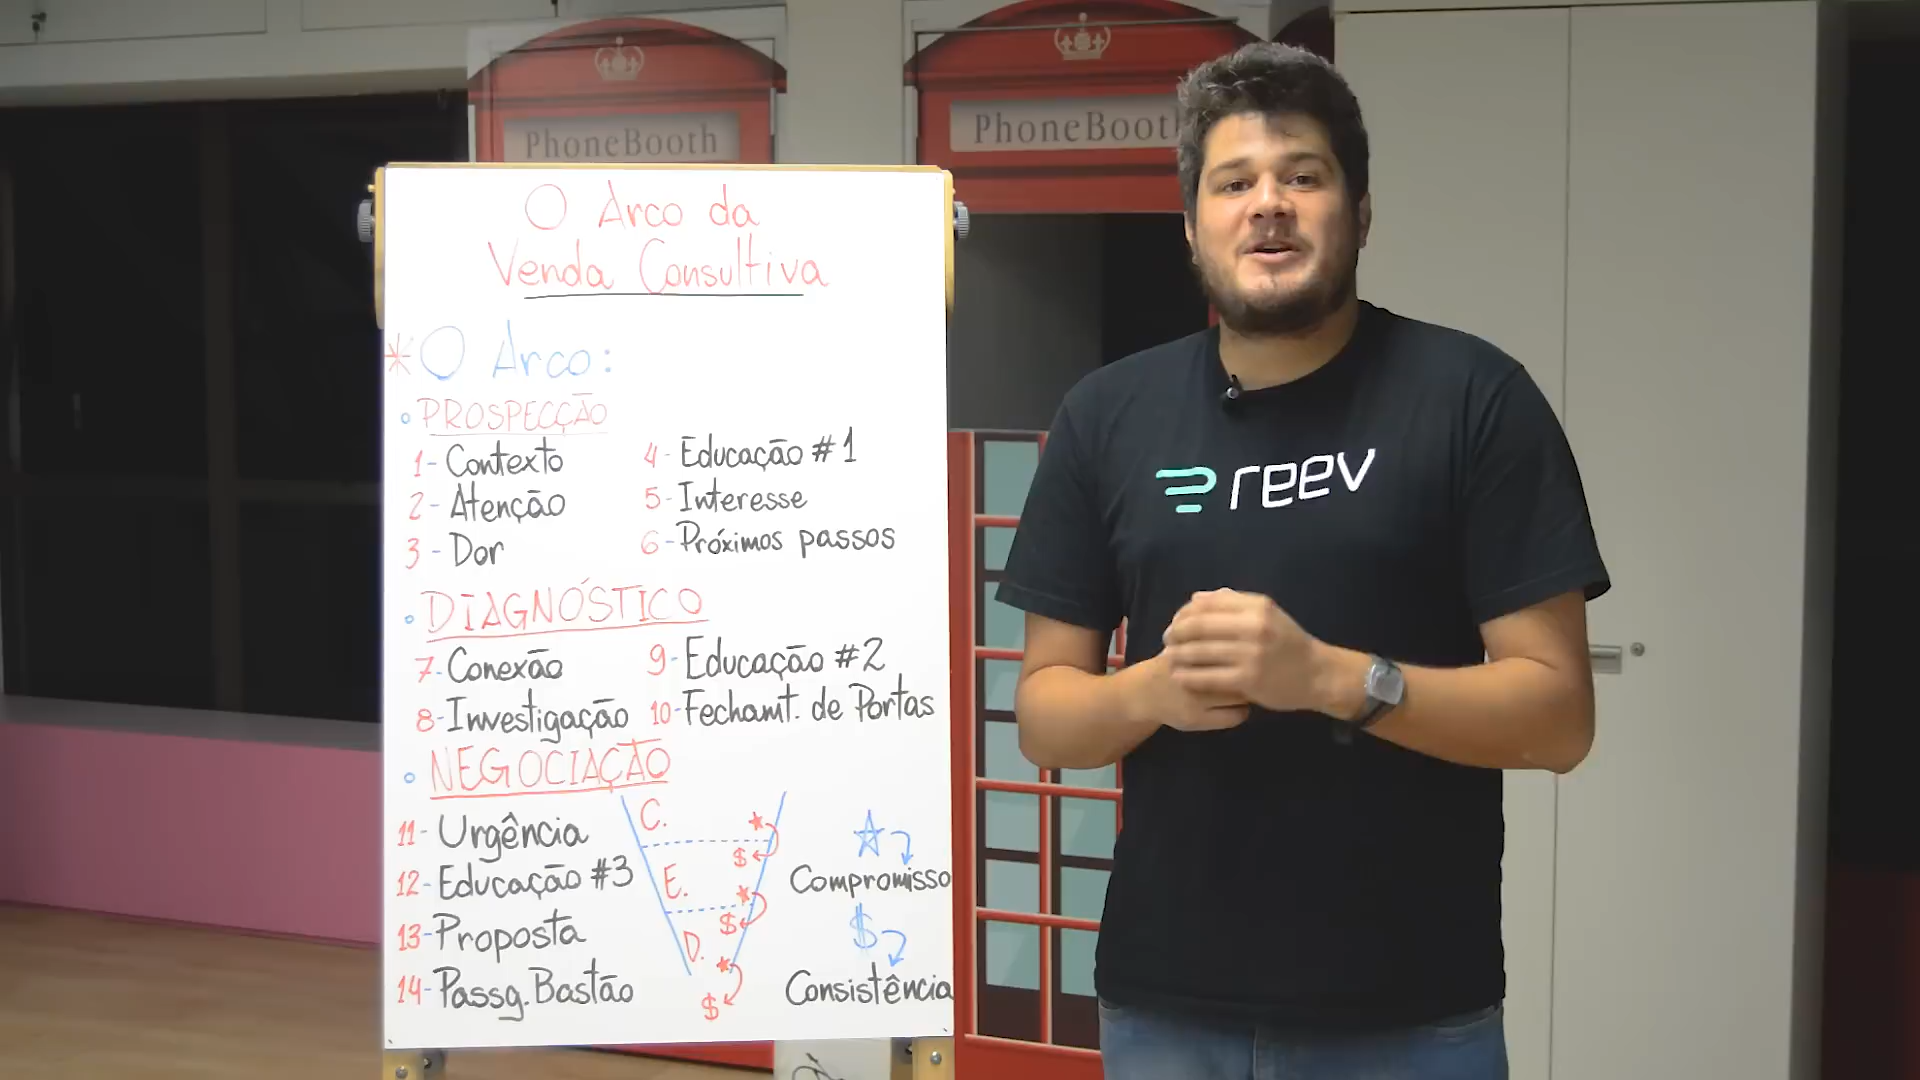 PhoneBooth
PhoneBooth
O Arco da
Venda Consultiva
* O Arco:
• PROSPECÇÃO
1- Contexto
2- Atenção
3- Dor
4- Educação #1
5- Interesse
6- Próximos passos
• DIAGNÓSTICO
7- Conexão
8- Investigação
9- Educação #2
10- Fechamt. de Portas
• NEGOCIAÇÃO
11- Urgência
12- Educação #3
13- Proposta
14- Passg. Bastão
C.
$
E.
$
D.
$
Compromisso
$
Consistência
reev